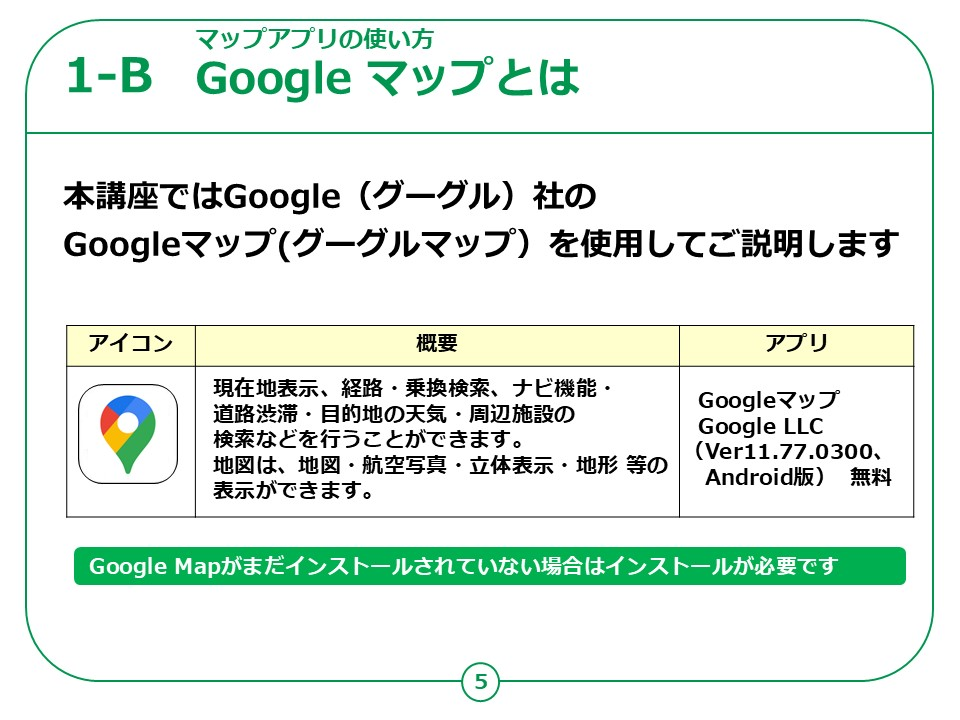 マップアプリの使い方
1-B Google マップとは
本講座ではGoogle（グーグル）社の
Googleマップ(グーグルマップ）を使用してご説明します
アイコン 概要 アプリ
現在地表示、経路・乗換検索、ナビ機能・
道路渋滞・目的地の天気・周辺施設の
検索などを行うことができます。
地図は、地図・航空写真・立体表示・地形 等の
表示ができます。
Googleマップ
Google LLC
（Ver11.77.0300、
Android版） 無料
Google Mapがまだインストールされていない場合はインストールが必要です
5